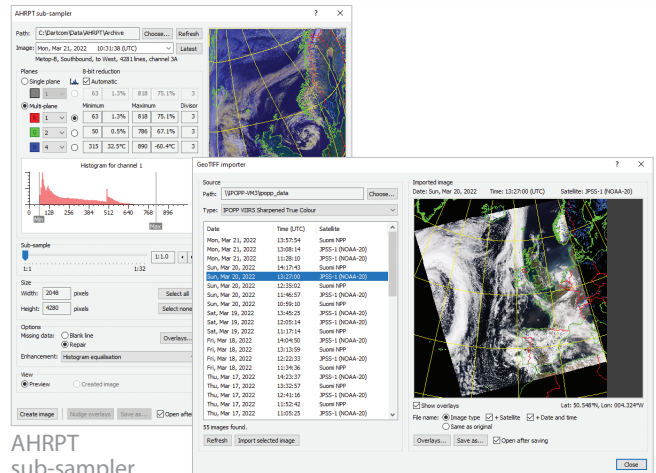 AHRPT sub-sampler ? ×
Path: C:\Dartcom\Data\AHRPT\Archive Choose... Refresh
Image: Mon, Mar 21, 2022 10:31:38 (UTC) Latest
Metop-B, Southbound, to West, 4281 lines, channel 3A
Planes 8-bit reduction
Single plane Automatic
1 63 1.3% 818 75.1% 3
Multi-plane Minimum Maximum Divisor
R 1 63 1.3% 818 75.1% 3
G 2 50 0.5% 786 67.1% 3
B 4 315 32.5°C 890 -60.4°C 3
Histogram for channel 1
0 128 256 384 512 640 768 896
Min
Max
Sub-sample
1:1.0
1:1 1:32
Size
Width: 2048 pixels Select all
Height: 4280 pixels Select none
Options
Missing data: Blank line
Repair
Overlays...
Enhancement: Histogram equalisation
View
Preview Created image
Create image Nudge overlays Save as... Open after
AHRPT
sub-sampler
GeoTIFF importer ? ×
Source
Path: \\IPOPP-VM3\ipopp_data Choose...
Type: IPOPP VIIRS Sharpened True Colour
Date Time (UTC) Satellite
Mon, Mar 21, 2022 13:57:54 Suomi NPP
Mon, Mar 21, 2022 13:08:14 JPSS-1 (NOAA-20)
Mon, Mar 21, 2022 11:28:10 JPSS-1 (NOAA-20)
Sun, Mar 20, 2022 14:17:43 Suomi NPP
Sun, Mar 20, 2022 13:27:00 JPSS-1 (NOAA-20)
Sun, Mar 20, 2022 12:35:02 Suomi NPP
Sun, Mar 20, 2022 11:46:57 JPSS-1 (NOAA-20)
Sun, Mar 20, 2022 10:59:10 Suomi NPP
Sat, Mar 19, 2022 13:45:25 JPSS-1 (NOAA-20)
Sat, Mar 19, 2022 12:05:14 JPSS-1 (NOAA-20)
Sat, Mar 19, 2022 11:17:14 Suomi NPP
Fri, Mar 18, 2022 14:04:50 JPSS-1 (NOAA-20)
Fri, Mar 18, 2022 13:13:59 Suomi NPP
Fri, Mar 18, 2022 12:22:33 JPSS-1 (NOAA-20)
Fri, Mar 18, 2022 11:34:36 Suomi NPP
Thu, Mar 17, 2022 14:23:37 JPSS-1 (NOAA-20)
Thu, Mar 17, 2022 13:32:57 Suomi NPP
Thu, Mar 17, 2022 12:41:16 JPSS-1 (NOAA-20)
Thu, Mar 17, 2022 11:52:42 Suomi NPP
Thu, Mar 17, 2022 11:05:25 JPSS-1 (NOAA-20)
55 images found.
Refresh Import selected image
Imported image
Date: Sun, Mar 20, 2022 Time: 13:27:00 (UTC) Satellite: JPSS-1 (NOAA-20)
Show overlays Lat: 50.548°N, Lon: 004.324°W
File name: Image type + Satellite + Date and time
Same as original
Overlays... Save as... Open after saving
Close